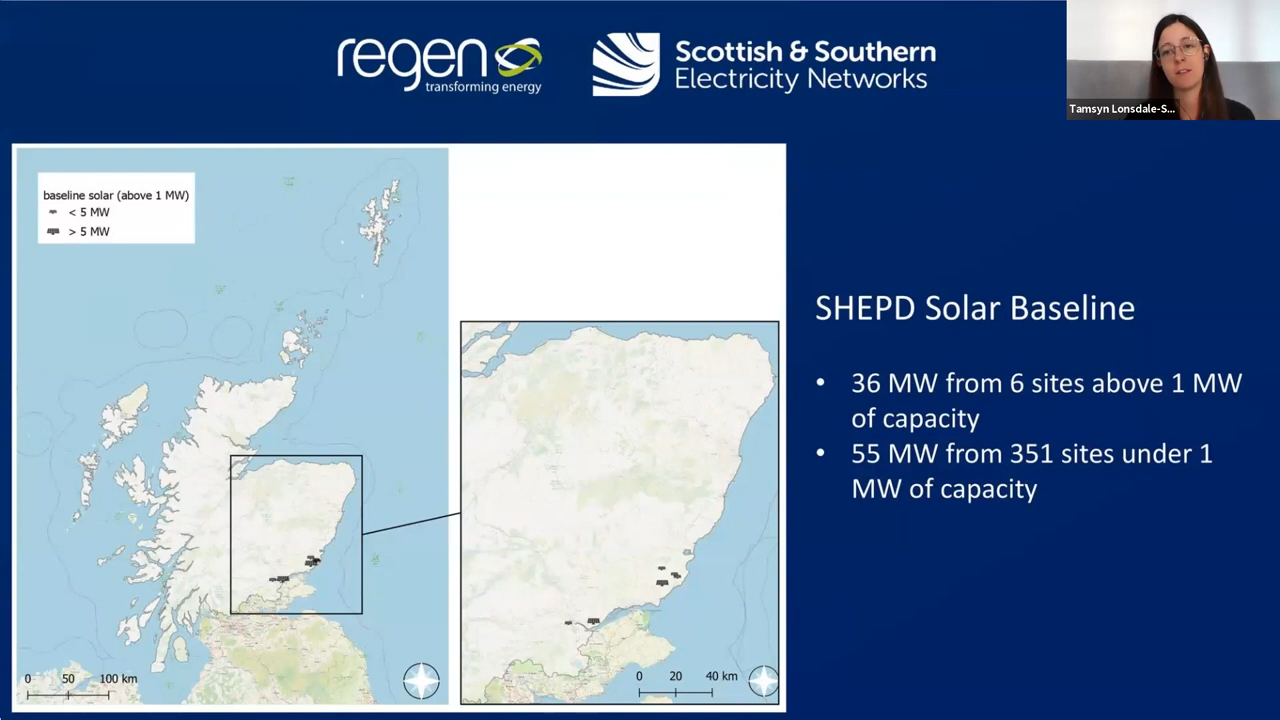 regen
transforming energy
Scottish & Southern
Electricity Networks
Tamsyn Lonsdale-S...
baseline solar (above 1 MW)
< 5 MW
> 5 MW
0 50 100 km
0 20 40 km
SHEPD Solar Baseline
• 36 MW from 6 sites above 1 MW
of capacity
• 55 MW from 351 sites under 1
MW of capacity